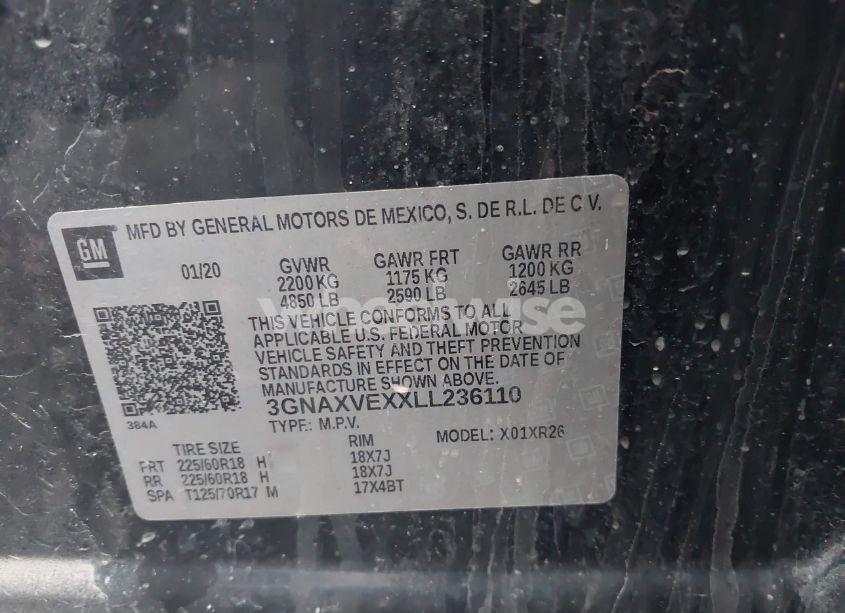 GM
MFD BY GENERAL MOTORS DE MEXICO, S. DE R.L. DE C V.
01/20
GVWR GAWR FRT GAWR RR
2200 KG 1175 KG 1200 KG
4850 LB 2590 LB 2645 LB
THIS VEHICLE CONFORMS TO ALL
APPLICABLE U.S. FEDERAL MOTOR
VEHICLE SAFETY AND THEFT PREVENTION
STANDARDS IN EFFECT ON THE DATE OF
MANUFACTURE SHOWN ABOVE.
3GNAXVEXXLL236110
384A
TYPE: M.P.V. MODEL: X01XR26
TIRE SIZE RIM
FRT 225/60R18 H 18X7J
RR 225/60R18 H 18X7J
SPA T125/70R17 M 17X4BT